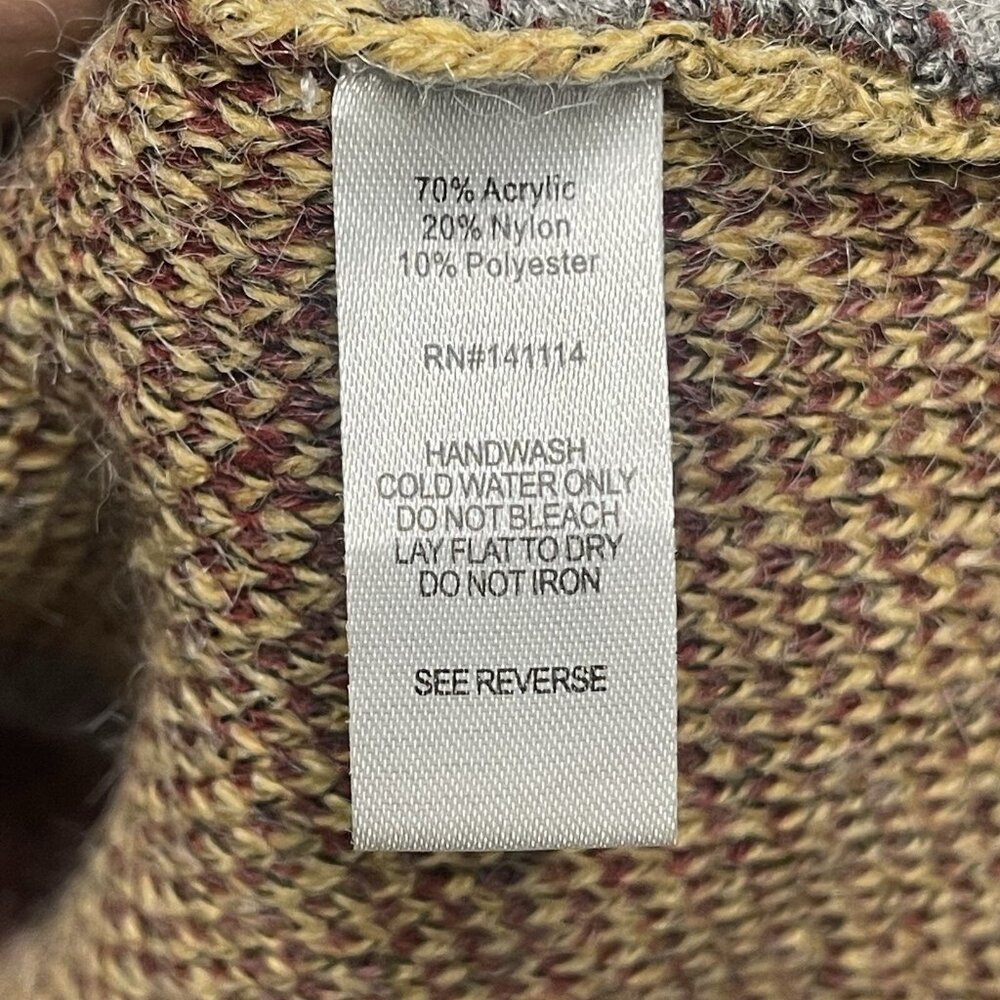 70% Acrylic
20% Nylon
10% Polyester
RN#141114
HANDWASH
COLD WATER ONLY
DO NOT BLEACH
LAY FLAT TO DRY
DO NOT IRON
SEE REVERSE